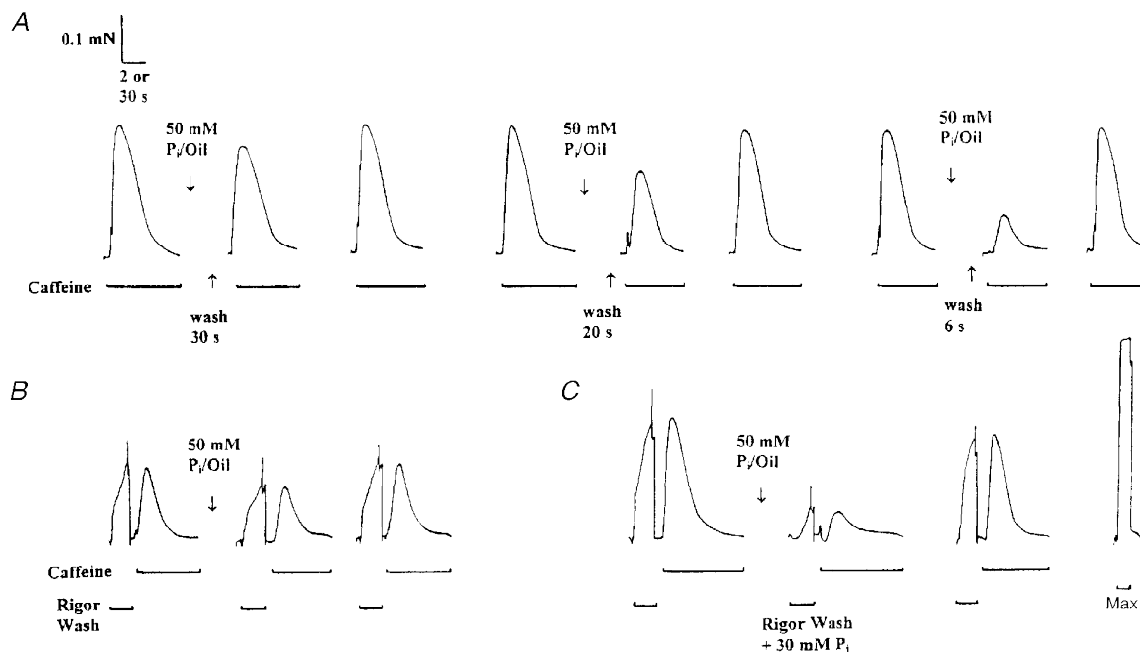 A
0.1 mN
2 or
30 s
50 mM
Pi/Oil
50 mM
Pi/Oil
50 mM
Pi/Oil
Caffeine
wash
30 s
wash
20 s
wash
6 s
B
50 mM
Pi/Oil
Caffeine
Rigor
Wash
C
50 mM
Pi/Oil
Rigor Wash
+ 30 mM Pi
Max